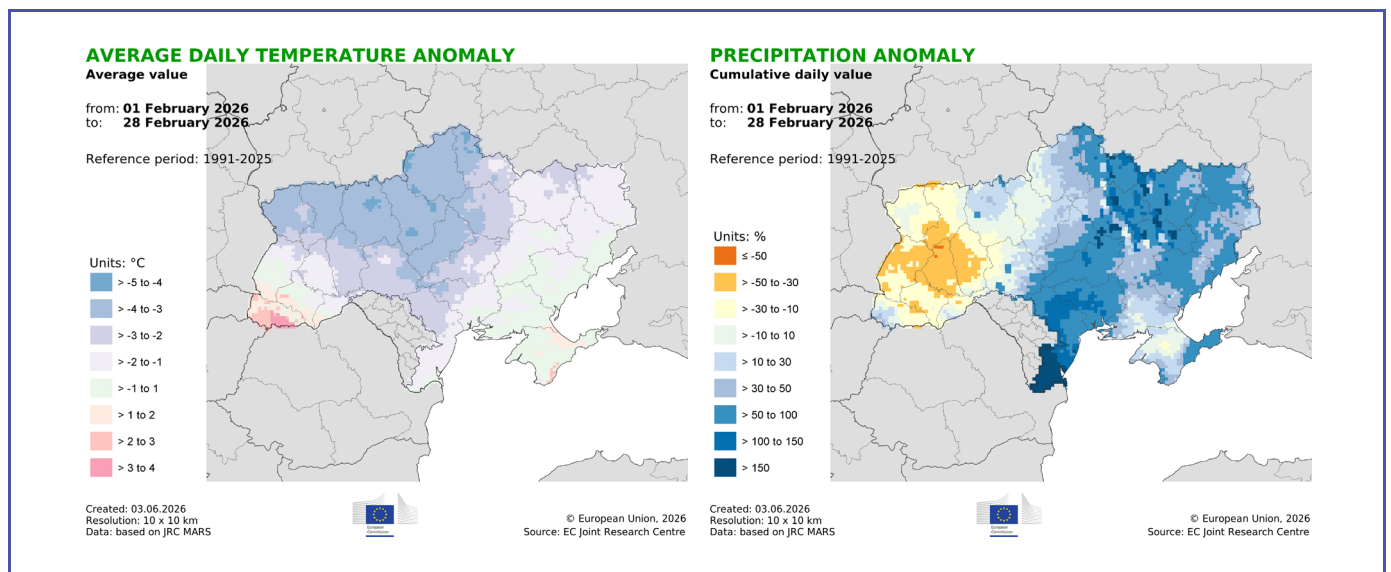 AVERAGE DAILY TEMPERATURE ANOMALY
Average value
from: 01 February 2026
to: 28 February 2026
Reference period: 1991-2025
Units: °C
> -5 to -4
> -4 to -3
> -3 to -2
> -2 to -1
> -1 to 1
> 1 to 2
> 2 to 3
> 3 to 4
Created: 03.06.2026
Resolution: 10 x 10 km
Data: based on JRC MARS
European
Commission
© European Union, 2026
Source: EC Joint Research Centre
PRECIPITATION ANOMALY
Cumulative daily value
from: 01 February 2026
to: 28 February 2026
Reference period: 1991-2025
Units: %
≤ -50
> -50 to -30
> -30 to -10
> -10 to 10
> 10 to 30
> 30 to 50
> 50 to 100
> 100 to 150
> 150
Created: 03.06.2026
Resolution: 10 x 10 km
Data: based on JRC MARS
European
Commission
© European Union, 2026
Source: EC Joint Research Centre